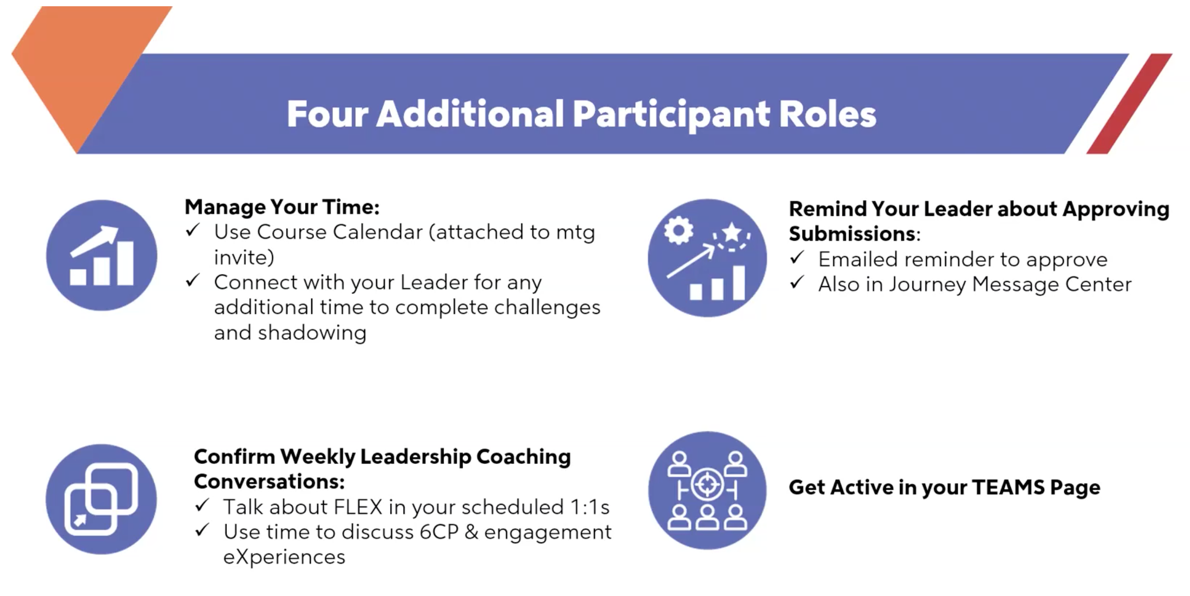 Four Additional Participant Roles
Manage Your Time:
✓ Use Course Calendar (attached to mtg
invite)
✓ Connect with your Leader for any
additional time to complete challenges
and shadowing
Remind Your Leader about Approving
Submissions:
✓ Emailed reminder to approve
✓ Also in Journey Message Center
Confirm Weekly Leadership Coaching
Conversations:
✓ Talk about FLEX in your scheduled 1:1s
✓ Use time to discuss 6CP & engagement
eXperiences
Get Active in your TEAMS Page